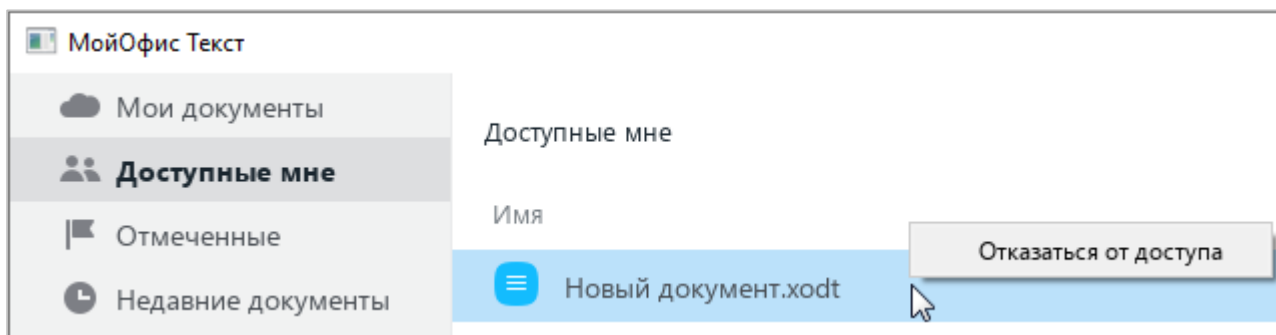 МойОфис Текст
Мои документы
Доступные мне
Отмеченные
Недавние документы
Доступные мне
Имя
Отказаться от доступа
Новый документ.xodt